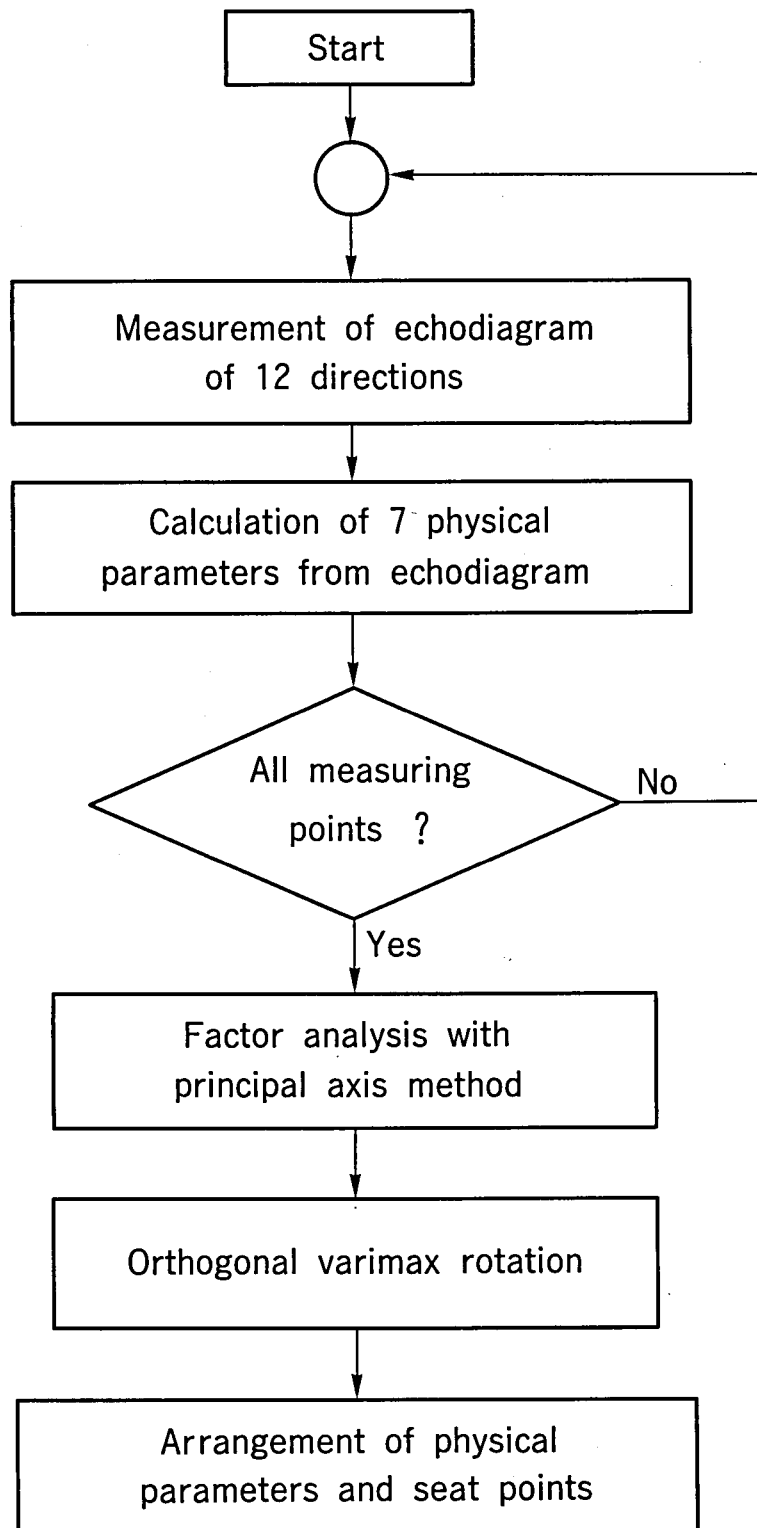 Start
Measurement of echodiagram
of 12 directions
Calculation of 7 physical
parameters from echodiagram
All measuring
points ?
No
Yes
Factor analysis with
principal axis method
Orthogonal varimax rotation
Arrangement of physical
parameters and seat points